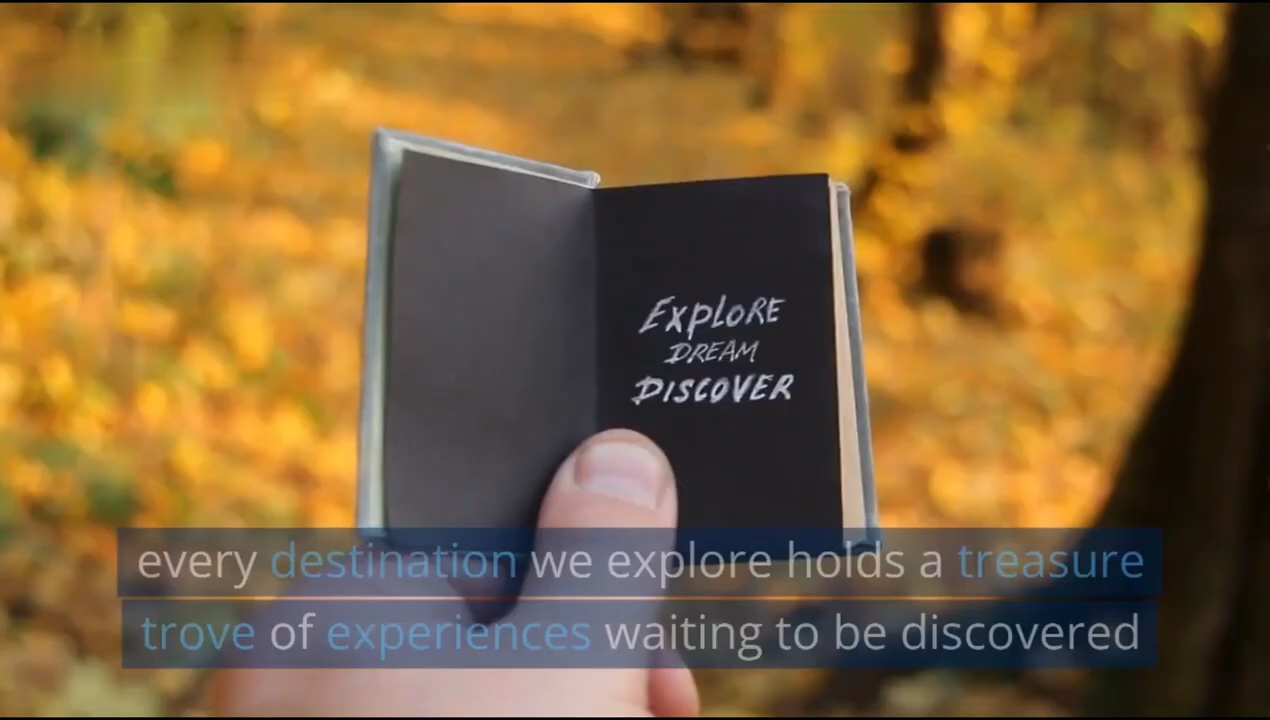 Explore
DREAM
DISCOVER
every destination we explore holds a treasure
trove of experiences waiting to be discovered